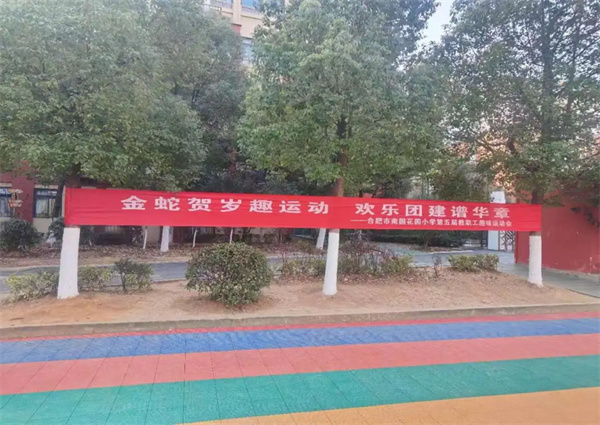 金蛇贺岁趣运动 欢乐团建谱华章
——合肥市南国花园小学第五届教职工趣味运动会